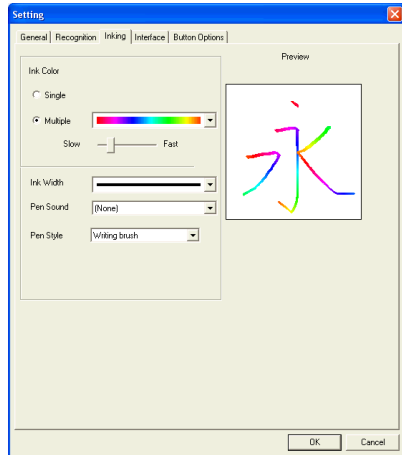 Setting
General Recognition Inking Interface Button Options
Preview
Ink Color
Single
Multiple
Slow Fast
Ink Width
Pen Sound (None)
Pen Style Writing brush
永
OK Cancel